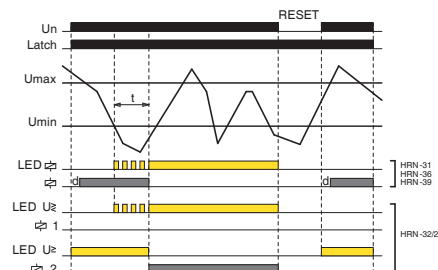 RESET
Un
Latch
Umax
t
Umin
LED
HRN-31
HRN-36
d d HRN-39
LED U≥
1
HRN-32/2
LED U≥
2